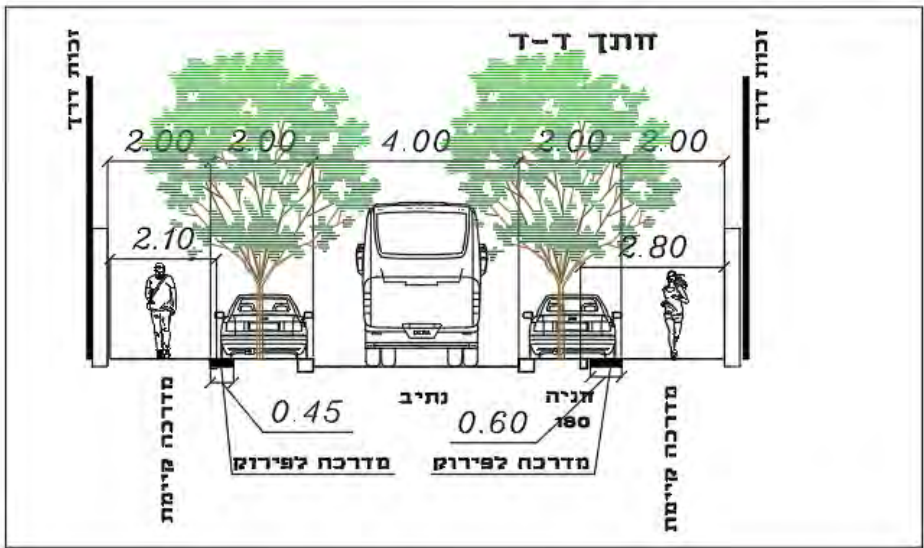 חתך ד-ד
זכות דרך
זכות דרך
2.00 2.00 4.00 2.00 2.00
2.10
2.80
מדרכה קיימת
0.45
מדרכה לפירוק
נתיב
חניה
180
0.60
מדרכה לפירוק
מדרכה קיימת